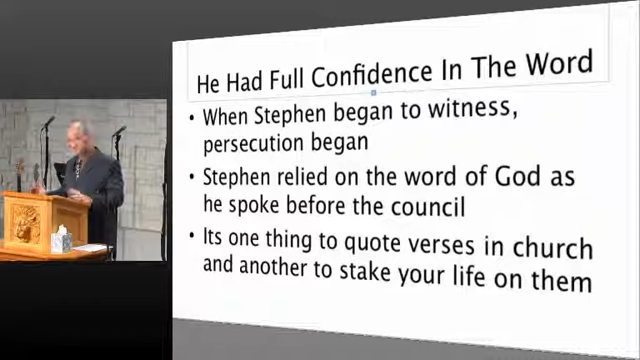 He Had Full Confidence In The Word
• When Stephen began to witness,
persecution began
• Stephen relied on the word of God as
he spoke before the council
• Its one thing to quote verses in church
and another to stake your life on them